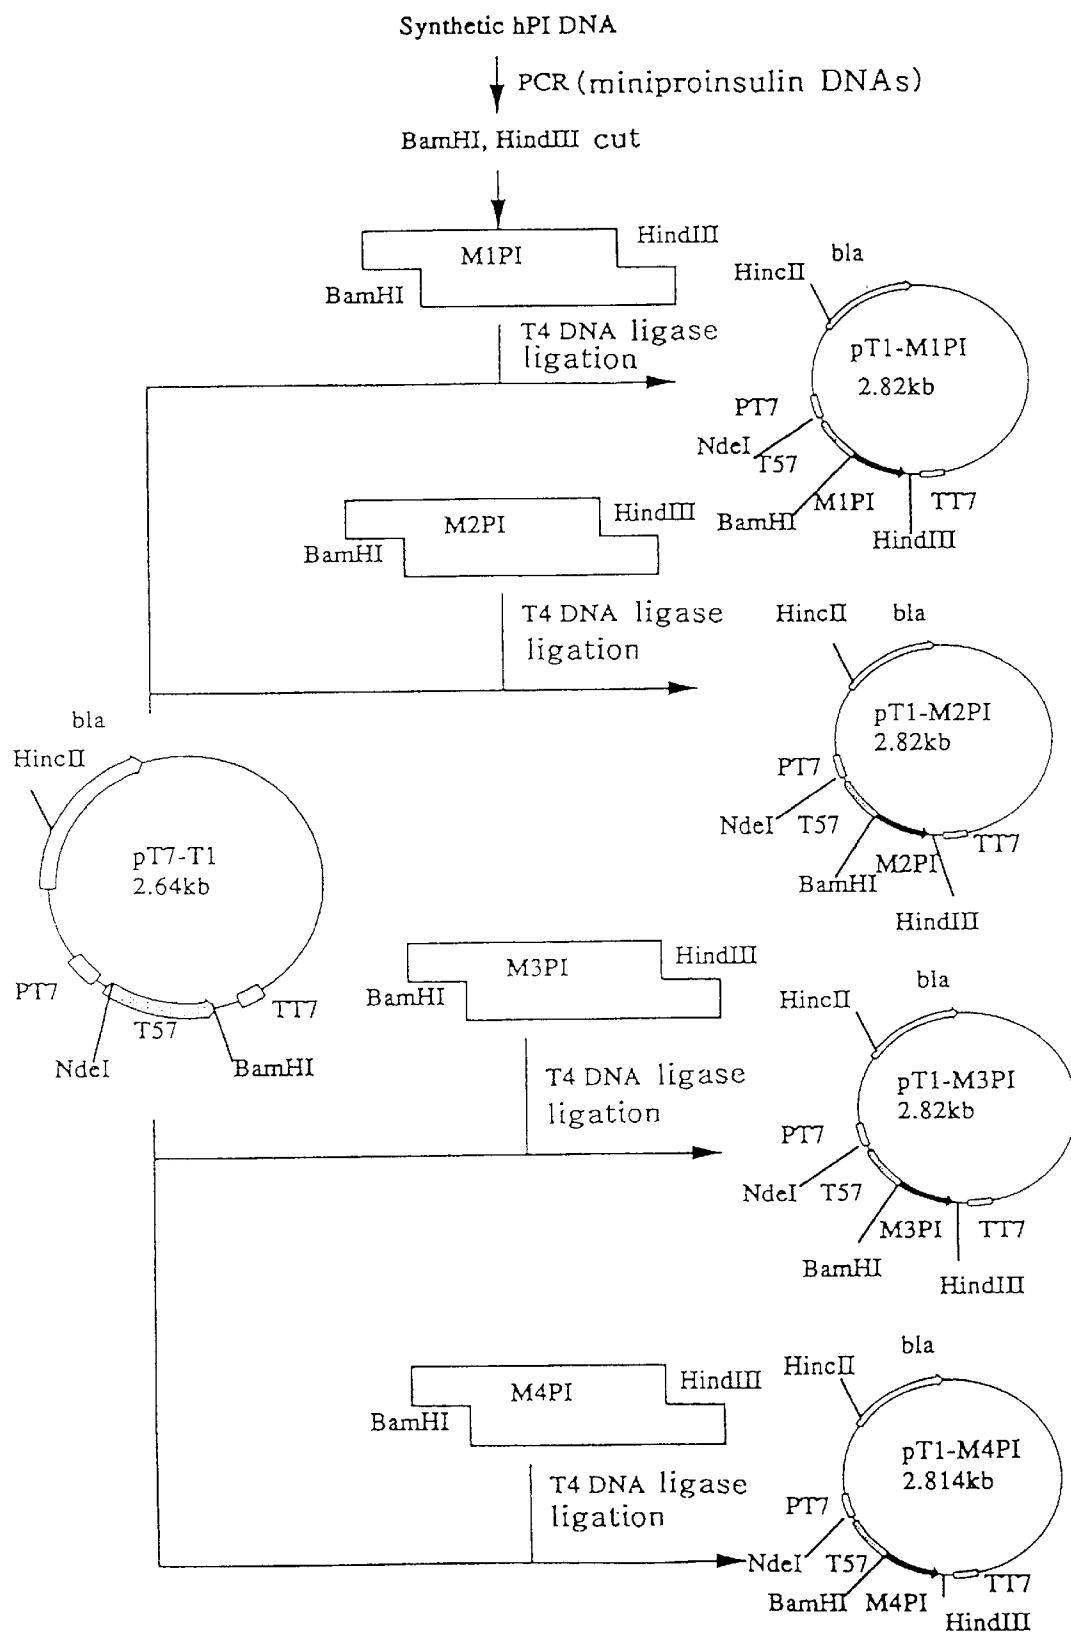 Synthetic hPI DNA
PCR (miniproinsulin DNAs)
BamHI, HindIII cut
M1PI
HindIII
BamHI
T4 DNA ligase
ligation
bla
HincII
pT1-M1PI
2.82kb
PT7
NdeI
T57
BamHI
M1PI
TT7
HindIII
M2PI
HindIII
BamHI
T4 DNA ligase
ligation
HincII
bla
pT1-M2PI
2.82kb
PT7
NdeI
T57
BamHI
M2PI
TT7
HindIII
bla
HincII
pT7-T1
2.64kb
PT7
T57
TT7
NdeI
BamHI
M3PI
HindIII
BamHI
T4 DNA ligase
ligation
bla
HincII
pT1-M3PI
2.82kb
PT7
NdeI
T57
M3PI
TT7
BamHI
HindIII
M4PI
HindIII
BamHI
T4 DNA ligase
ligation
bla
HincII
pT1-M4PI
2.814kb
PT7
NdeI
T57
BamHI
M4PI
TT7
HindIII